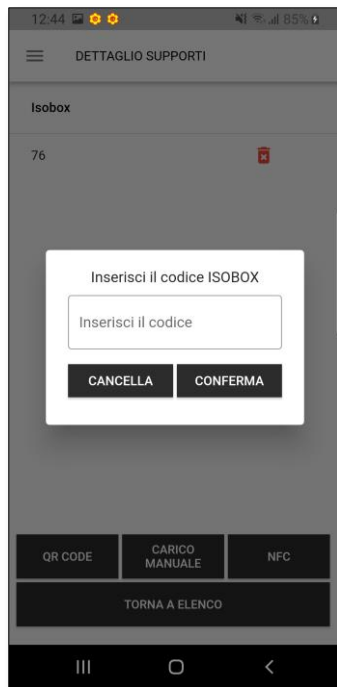 12:44 85%
DETTAGLIO SUPPORTI
Isobox
76
Inserisci il codice ISOBOX
Inserisci il codice
CANCELLA CONFERMA
QR CODE CARICO MANUALE NFC
TORNA A ELENCO